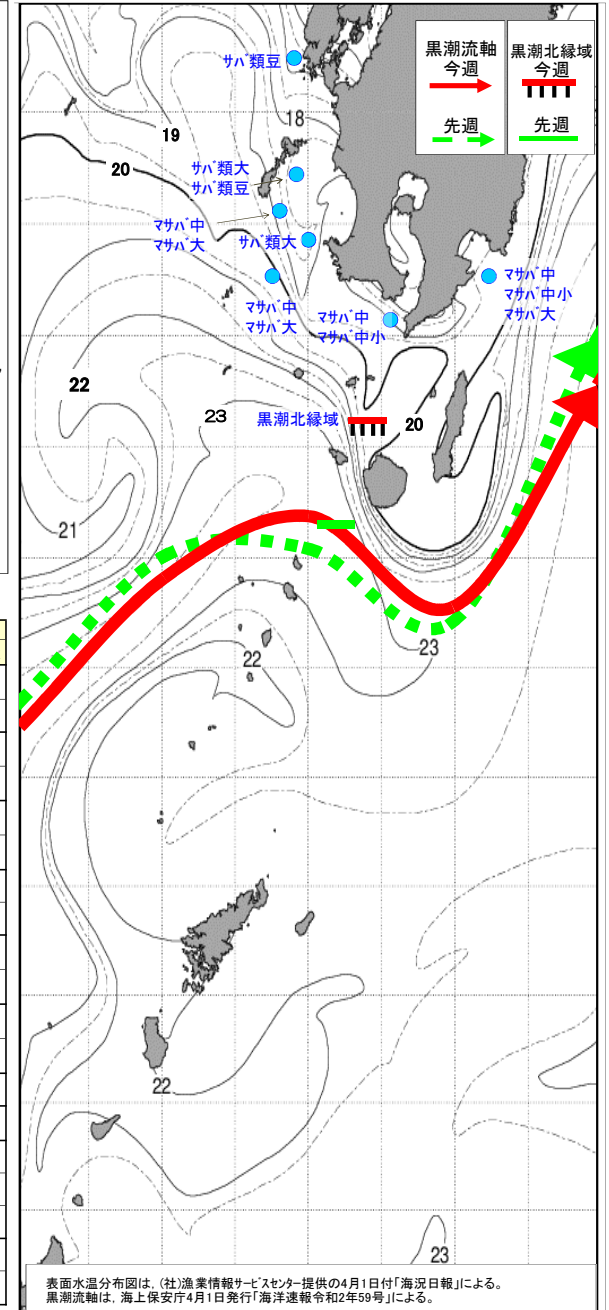 黒潮流軸
今週
先週
黒潮北縁域
今週
先週
サバ類豆
18
19
20
サバ類大
サバ類豆
マサバ中
マサバ大
サバ類大
マサバ中
マサバ大
マサバ中
マサバ中小
マサバ中
マサバ中小
マサバ大
22
23
黒潮北縁域
20
21
23
22
22
23
表面水温分布図は、(社)漁業情報サービスセンター提供の4月1日付「海況日報」による。
黒潮流軸は、海上保安庁4月1日発行「海洋速報令和2年59号」による。